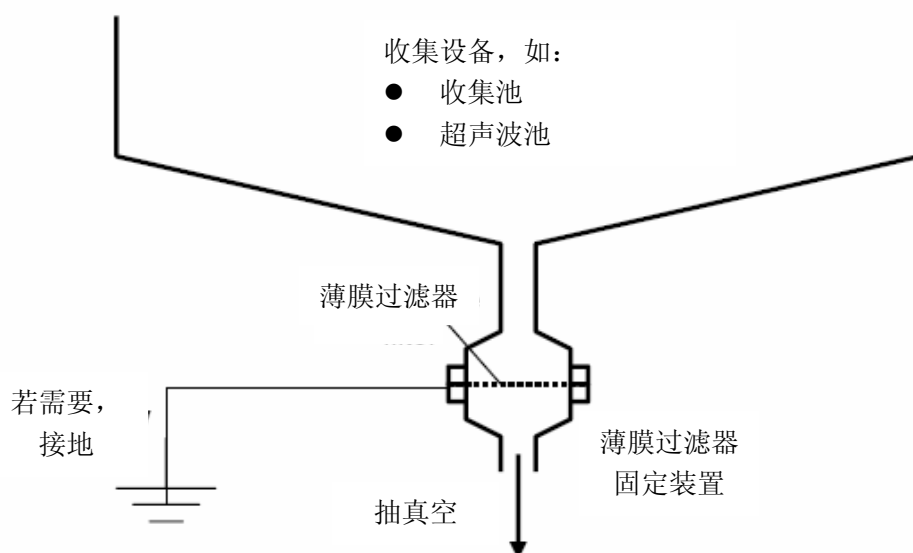 收集设备，如：
● 收集池
● 超声波池
薄膜过滤器
若需要，
接地
薄膜过滤器
固定装置
抽真空